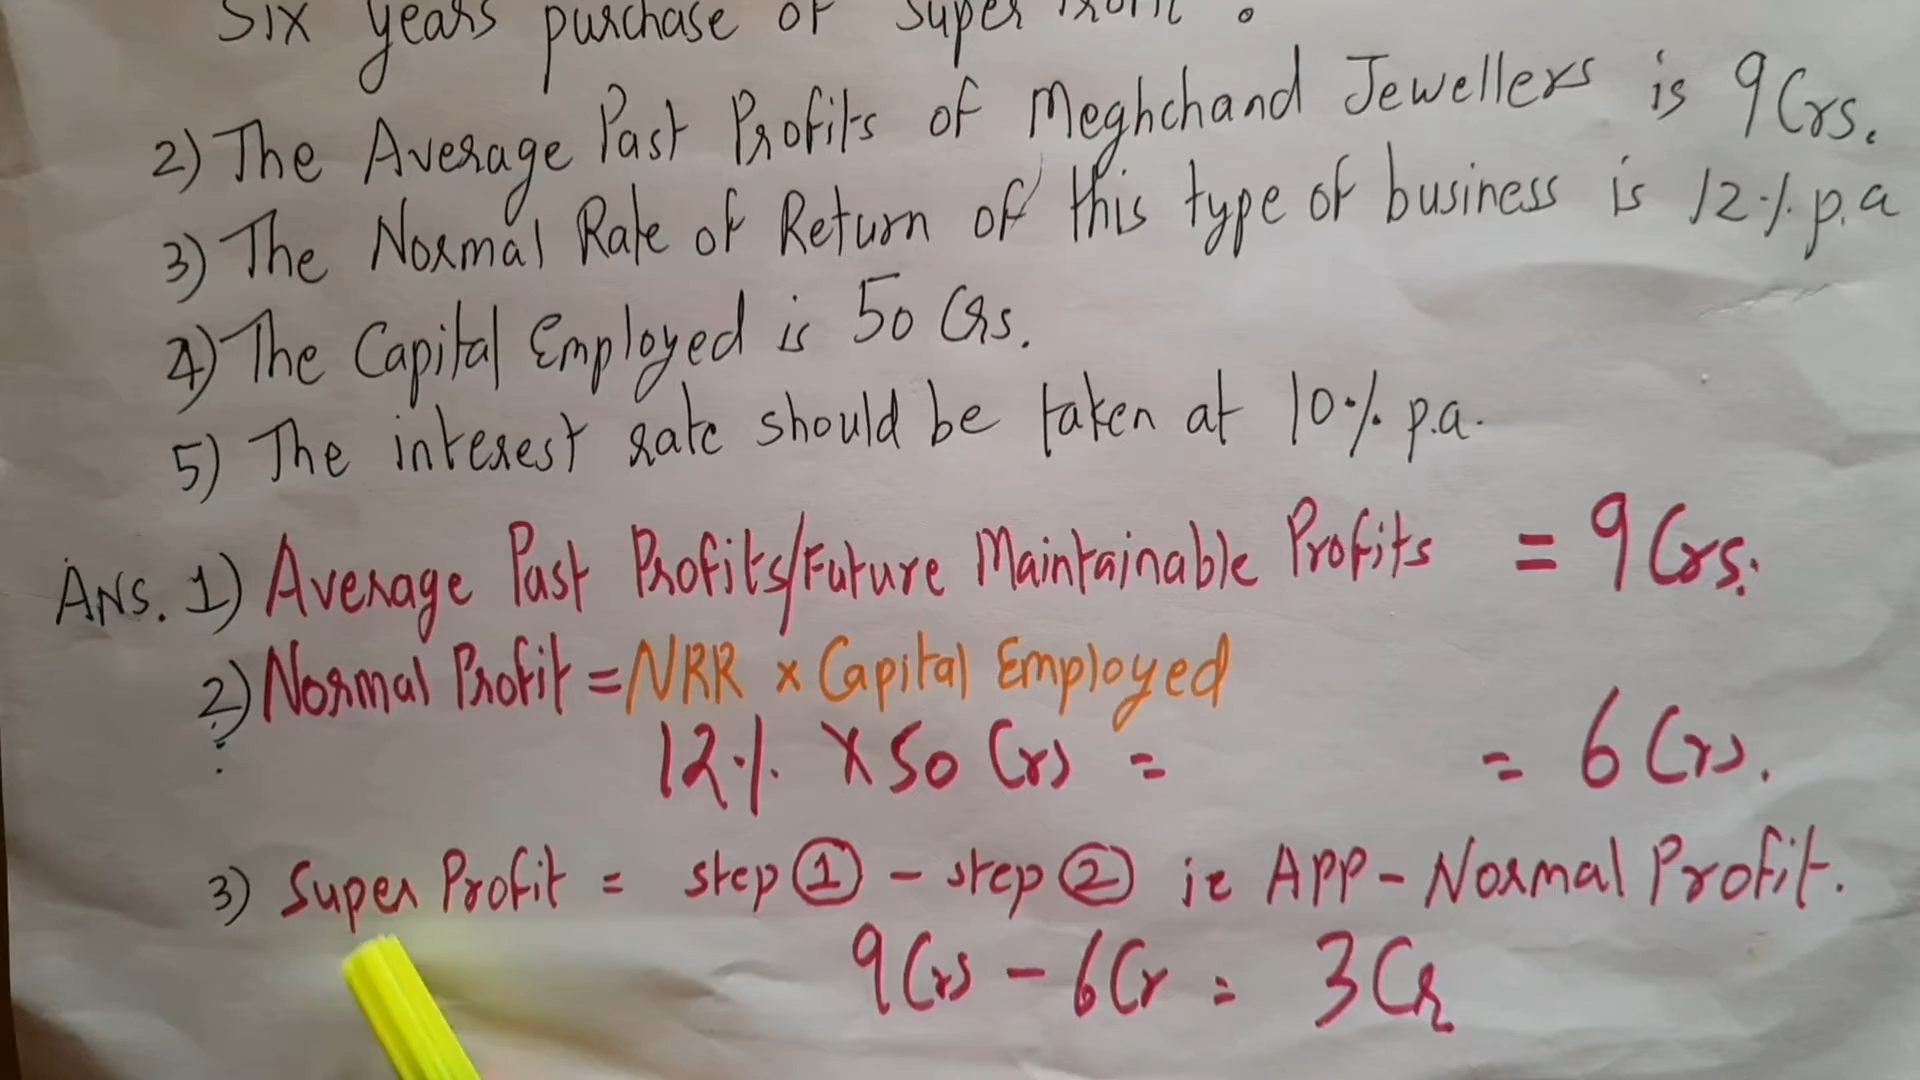 Six years purchase of Super Profit.
2) The Average Past Profits of Meghchand Jewellers is 9 Crs.
3) The Normal Rate of Return of this type of business is 12% p.a
4) The Capital Employed is 50 Crs.
5) The interest rate should be taken at 10% p.a.
Ans. 1) Average Past Profits/Future Maintainable Profits = 9 Crs.
2) Normal Profit = NRR x Capital Employed
12% x 50 Crs = = 6 Crs.
3) Super Profit = step ① - step ② ie APP - Normal Profit.
9 Crs - 6 Cr = 3 Cr